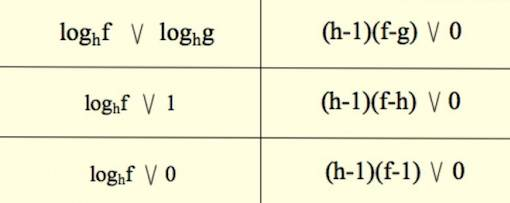 logₕf ∨ logₕg (h-1)(f-g) ∨ 0
logₕf ∨ 1 (h-1)(f-h) ∨ 0
logₕf ∨ 0 (h-1)(f-1) ∨ 0